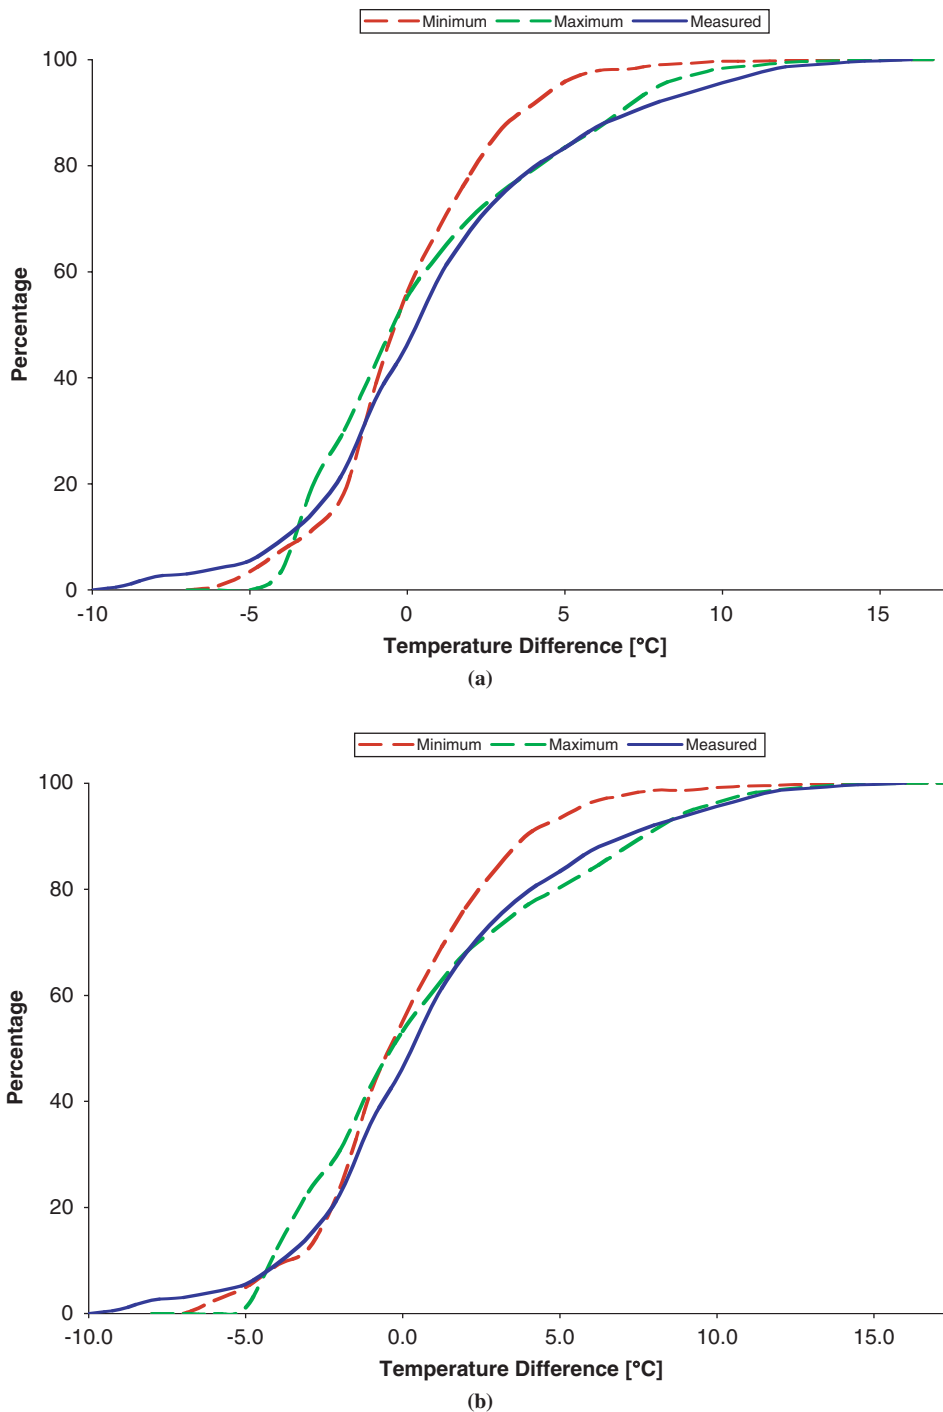 Minimum Maximum Measured
100
80
60
40
20
0
Percentage
-10 -5 0 5 10 15
Temperature Difference [°C]
(a)
Minimum Maximum Measured
100
80
60
40
20
0
Percentage
-10.0 -5.0 0.0 5.0 10.0 15.0
Temperature Difference [°C]
(b)